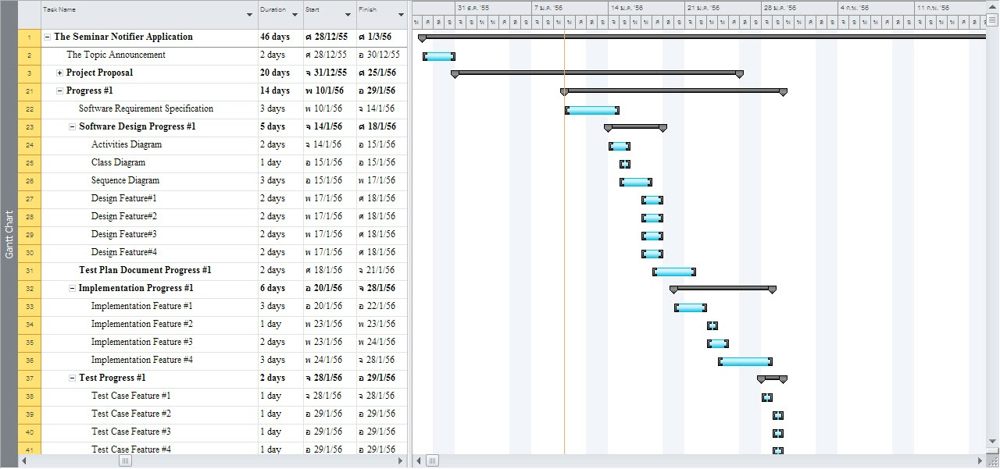 Task Name Duration Start Finish 31 ธ.ค. '55 7 ม.ค. '56 14 ม.ค. '56 21 ม.ค. '56 28 ม.ค. '56 4 ก.พ. '56 11 ก.พ. '56
1 The Seminar Notifier Application 46 days ศ 28/12/55 ศ 1/3/56
2 The Topic Announcement 2 days ศ 28/12/55 อ 30/12/55
3 Project Proposal 20 days จ 31/12/55 ศ 25/1/56
21 Progress #1 14 days พ 10/1/56 อ 29/1/56
22 Software Requirement Specification 3 days พ 10/1/56 จ 14/1/56
23 Software Design Progress #1 5 days จ 14/1/56 ศ 18/1/56
24 Activities Diagram 2 days จ 14/1/56 อ 15/1/56
25 Class Diagram 1 day อ 15/1/56 อ 15/1/56
26 Sequence Diagram 3 days อ 15/1/56 พ 17/1/56
27 Design Feature#1 2 days พ 17/1/56 ศ 18/1/56
28 Design Feature#2 2 days พ 17/1/56 ศ 18/1/56
29 Design Feature#3 2 days พ 17/1/56 ศ 18/1/56
30 Design Feature#4 2 days พ 17/1/56 ศ 18/1/56
31 Test Plan Document Progress #1 2 days ศ 18/1/56 จ 21/1/56
32 Implementation Progress #1 6 days อ 20/1/56 จ 28/1/56
33 Implementation Feature #1 3 days อ 20/1/56 อ 22/1/56
34 Implementation Feature #2 1 day พ 23/1/56 พ 23/1/56
35 Implementation Feature #3 2 days พ 23/1/56 พ 24/1/56
36 Implementation Feature #4 3 days พ 24/1/56 จ 28/1/56
37 Test Progress #1 2 days จ 28/1/56 อ 29/1/56
38 Test Case Feature #1 1 day จ 28/1/56 จ 28/1/56
39 Test Case Feature #2 1 day อ 29/1/56 อ 29/1/56
40 Test Case Feature #3 1 day อ 29/1/56 อ 29/1/56
41 Test Case Feature #4 1 day อ 29/1/56 อ 29/1/56
Gantt Chart